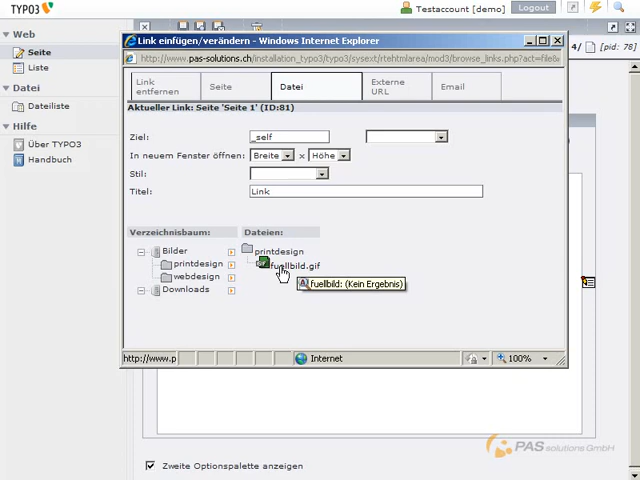 TYPO3
Testaccount [demo]
Logout
Web
Seite
Liste
Datei
Dateiliste
Hilfe
Über TYPO3
Handbuch
4/
[pid: 78]
Link einfügen/verändern - Windows Internet Explorer
http://www.pas-solutions.ch/installation_typo3/typo3/sysext/rtehtmlarea/mod3/browse_links.php?act=file&
Link entfernen
Seite
Datei
Externe URL
Email
Aktueller Link: Seite 'Seite 1' (ID:81)
Ziel:
_self
In neuem Fenster öffnen:
Breite
x
Höhe
Stil:
Titel:
Link
Verzeichnisbaum:
Dateien:
Bilder
printdesign
webdesign
Downloads
printdesign
fuellbild.gif
fuellbild: (Kein Ergebnis)
http://www.p
Internet
100%
PAS solutions GmbH
Zweite Optionspalette anzeigen